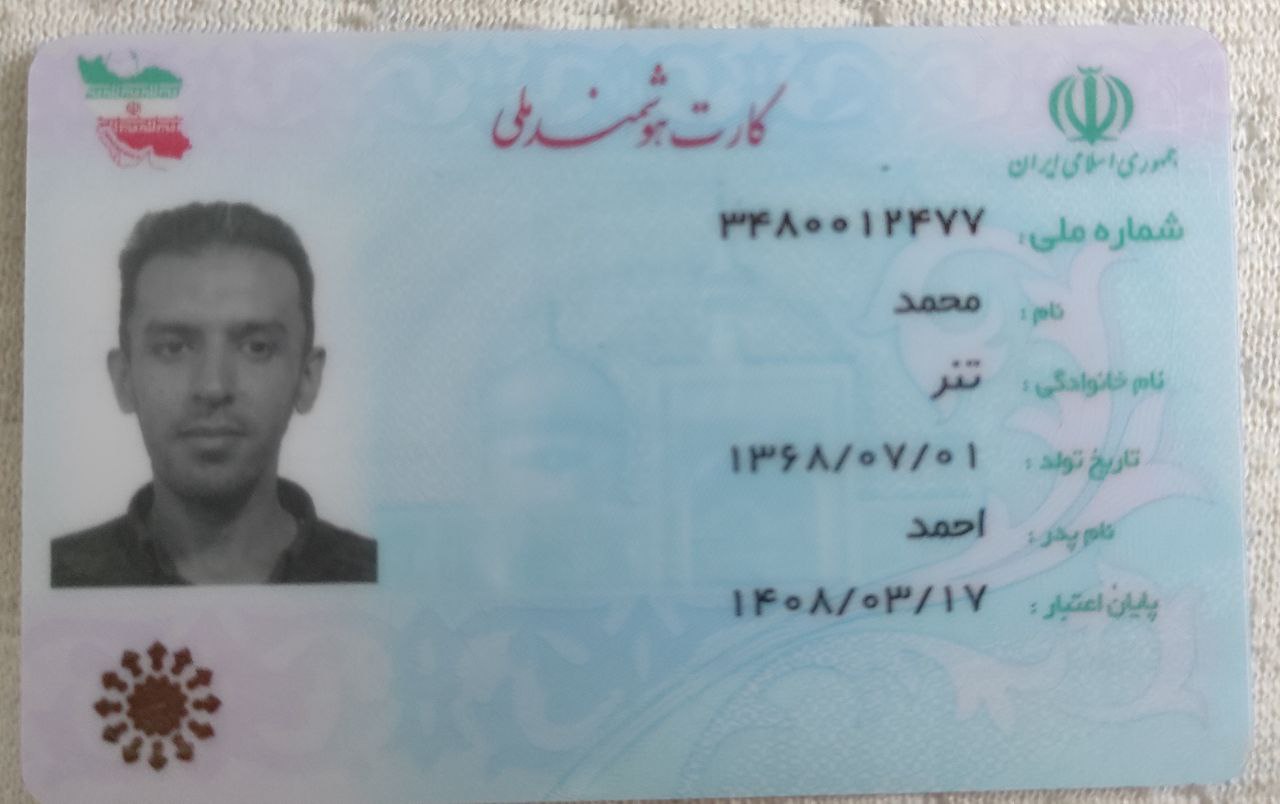 جمهوری اسلامی ایران
کارت هوشمند ملی
شماره ملی: ۳۴۸۰۰۱۲۴۷۷
نام: محمد
نام خانوادگی: تنر
تاریخ تولد: ۱۳۶۸/۰۷/۰۱
نام پدر: احمد
پایان اعتبار: ۱۴۰۸/۰۳/۱۷